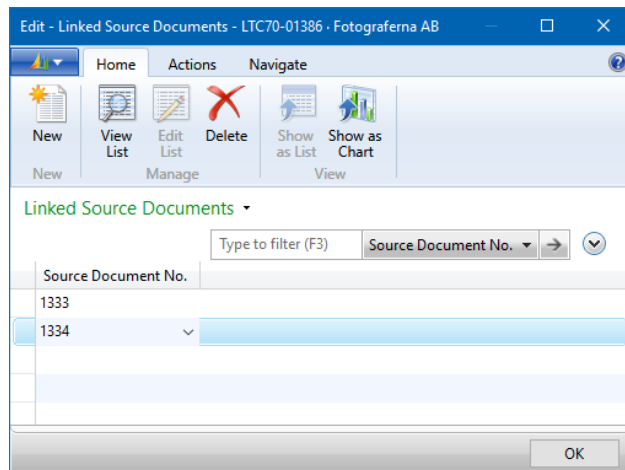 Edit - Linked Source Documents - LTC70-01386 · Fotograferna AB
Home Actions Navigate
New View List Edit List Delete Show as List Show as Chart
New Manage View
Linked Source Documents
Type to filter (F3) Source Document No.
Source Document No.
1333
1334
OK